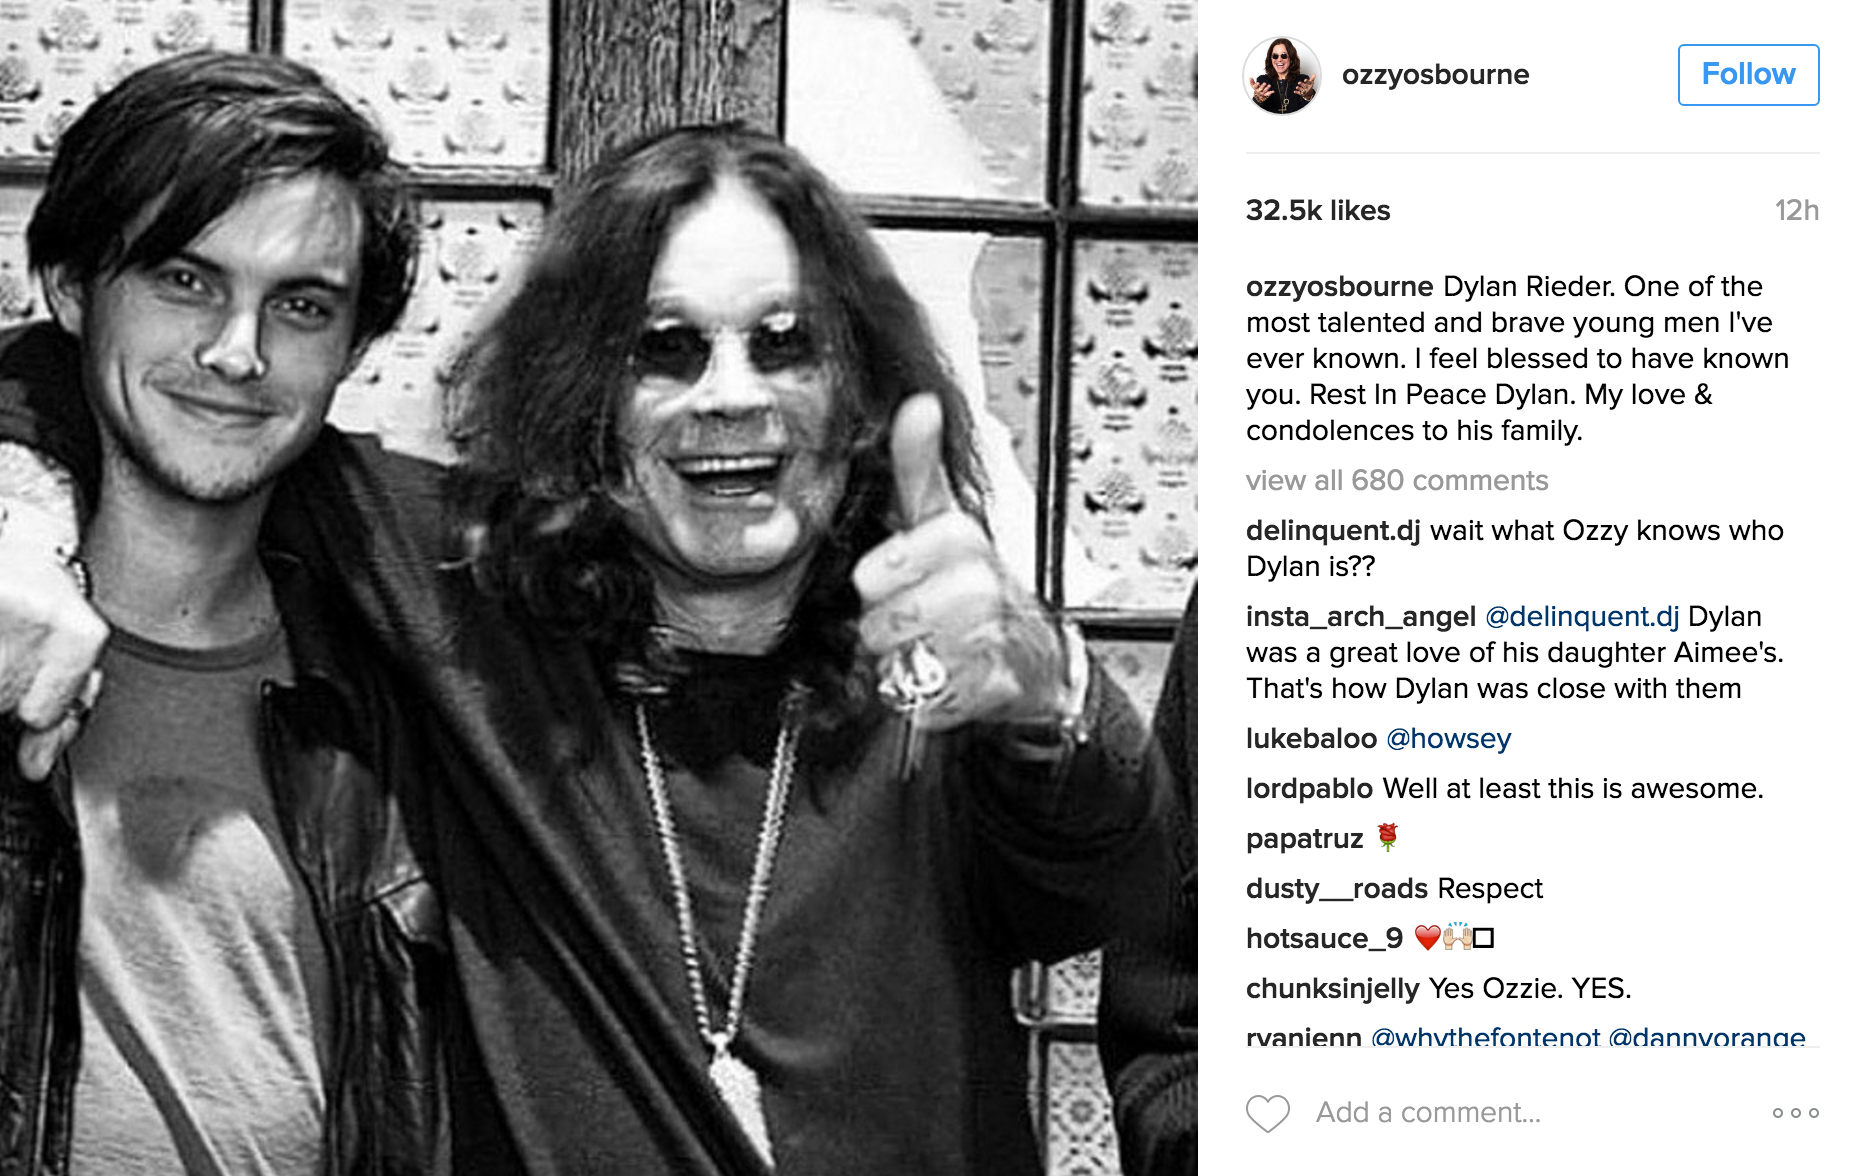 ozzyosbourne
Follow
32.5k likes
12h
ozzyosbourne Dylan Rieder. One of the
most talented and brave young men I've
ever known. I feel blessed to have known
you. Rest In Peace Dylan. My love &
condolences to his family.
view all 680 comments
delinquent.dj wait what Ozzy knows who
Dylan is??
insta_arch_angel @delinquent.dj Dylan
was a great love of his daughter Aimee's.
That's how Dylan was close with them
lukebaloo @howsey
lordpablo Well at least this is awesome.
papatruz 🌹
dusty__roads Respect
hotsauce_9 ❤️🙌🏼
chunksinjelly Yes Ozzie. YES.
ryanjenn @whythefontenot @dannyorange
Add a comment...